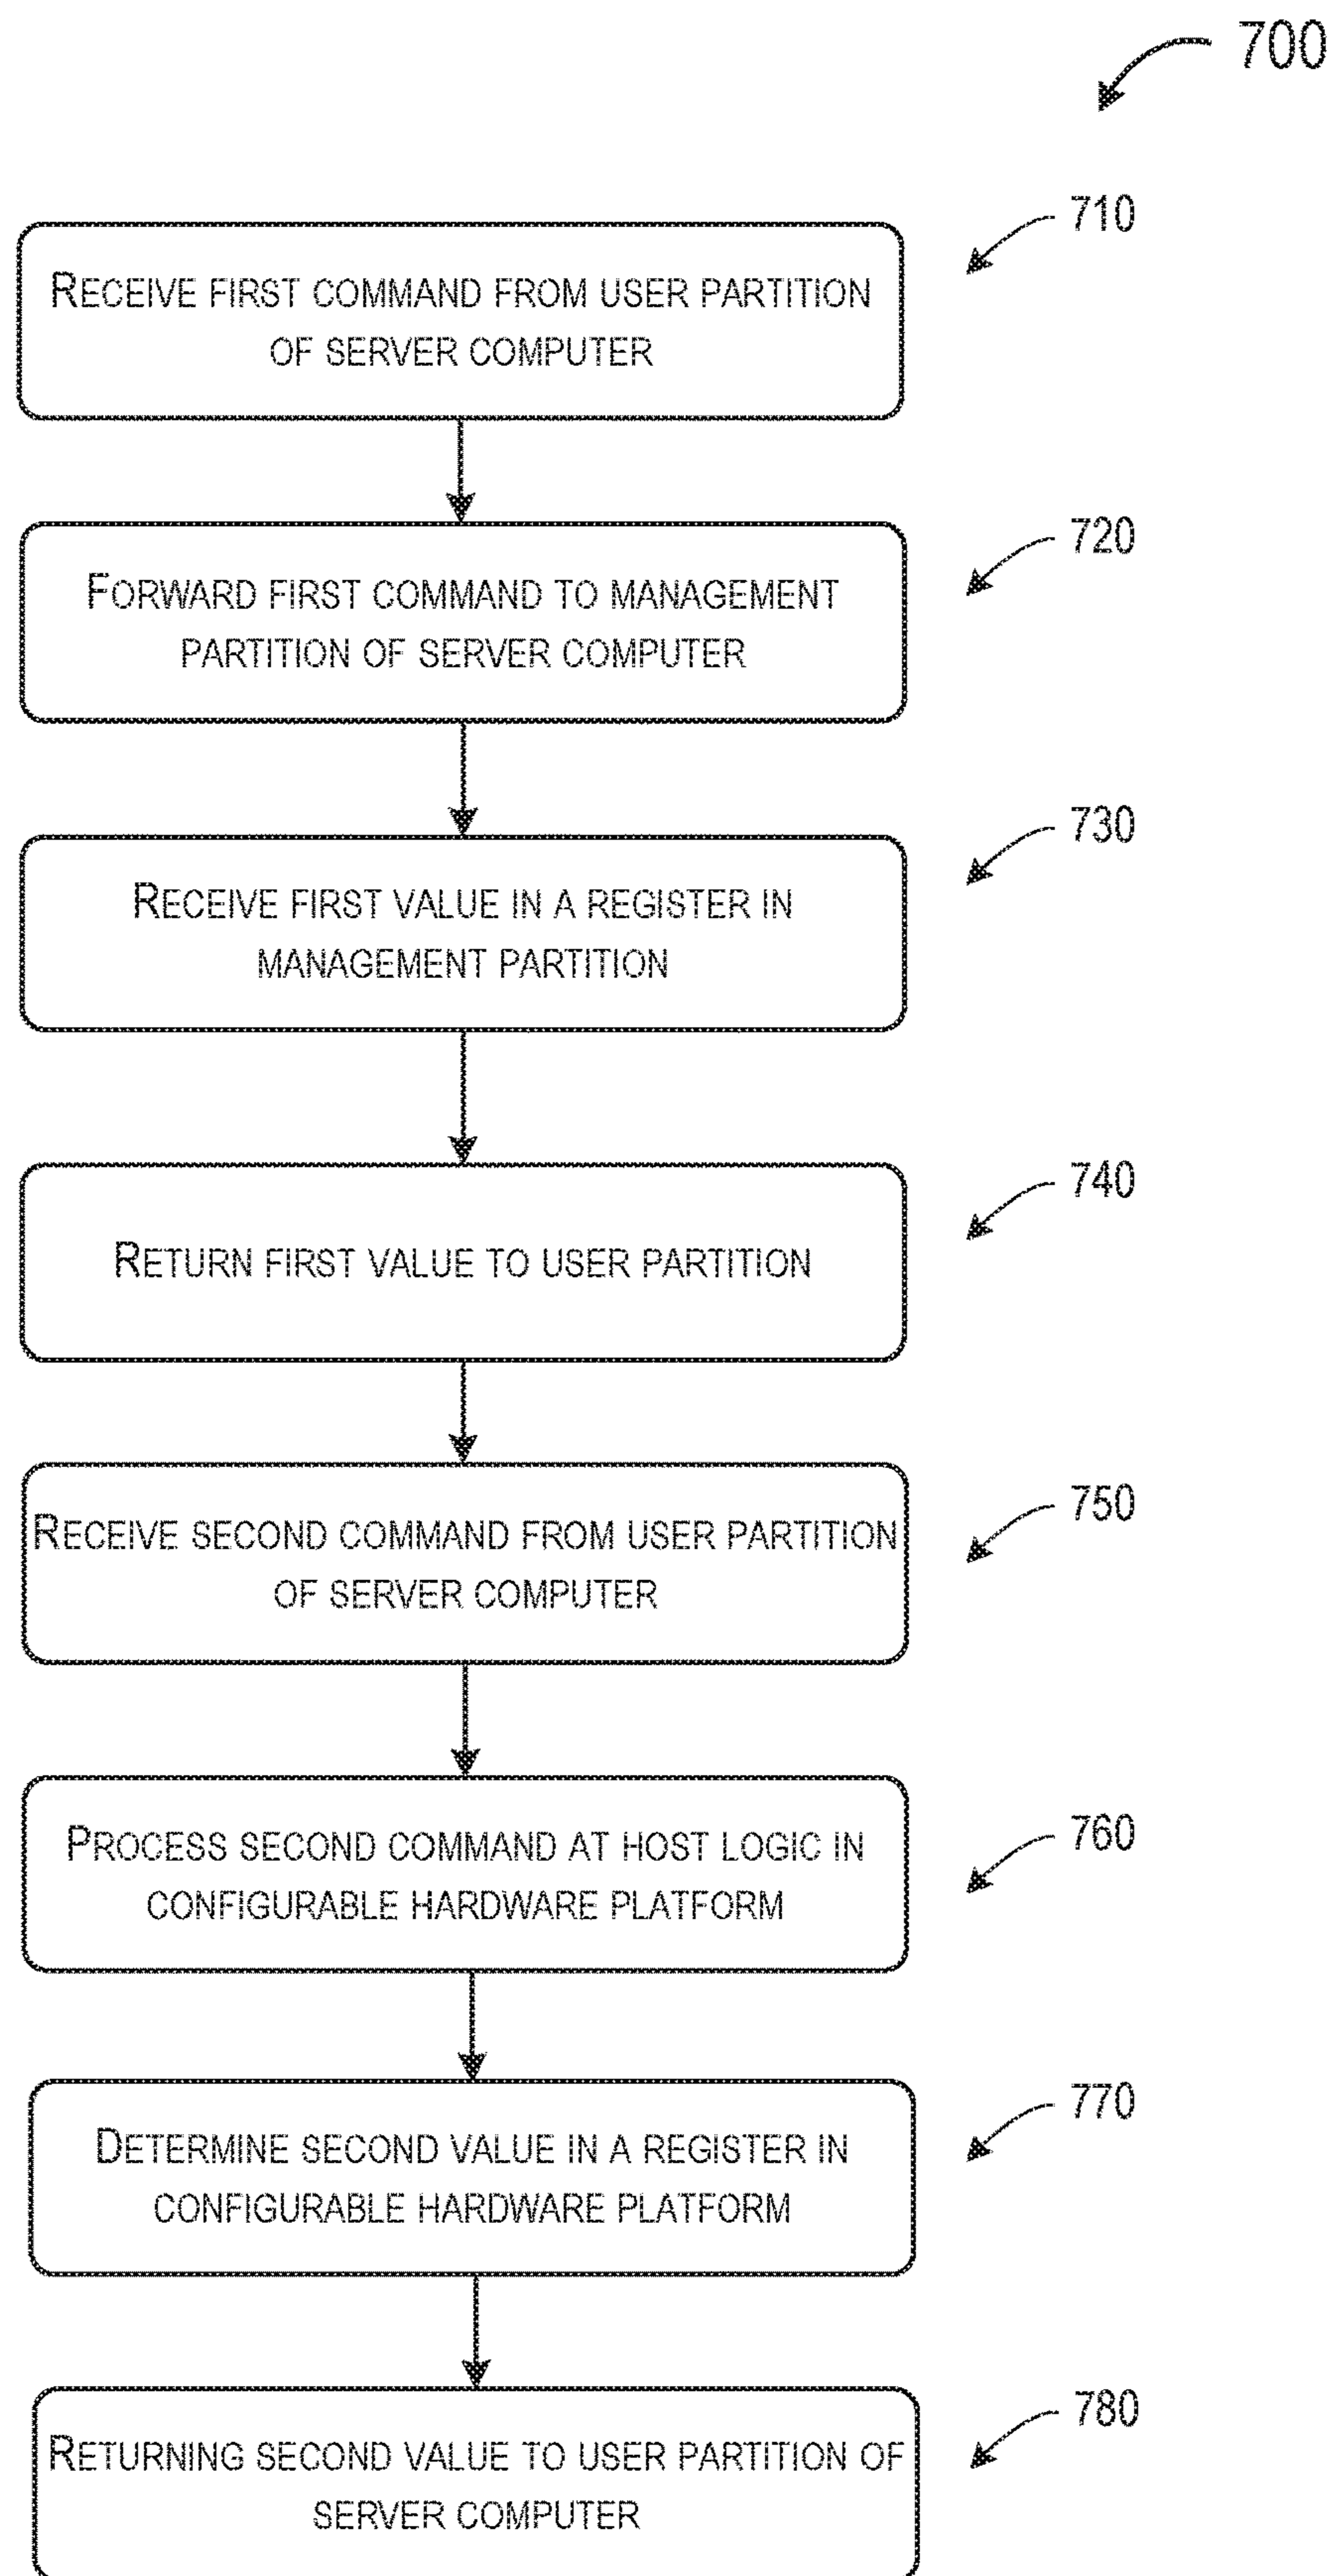 700
710
RECEIVE FIRST COMMAND FROM USER PARTITION
OF SERVER COMPUTER
720
FORWARD FIRST COMMAND TO MANAGEMENT
PARTITION OF SERVER COMPUTER
730
RECEIVE FIRST VALUE IN A REGISTER IN
MANAGEMENT PARTITION
740
RETURN FIRST VALUE TO USER PARTITION
750
RECEIVE SECOND COMMAND FROM USER PARTITION
OF SERVER COMPUTER
760
PROCESS SECOND COMMAND AT HOST LOGIC IN
CONFIGURABLE HARDWARE PLATFORM
770
DETERMINE SECOND VALUE IN A REGISTER IN
CONFIGURABLE HARDWARE PLATFORM
780
RETURNING SECOND VALUE TO USER PARTITION OF
SERVER COMPUTER